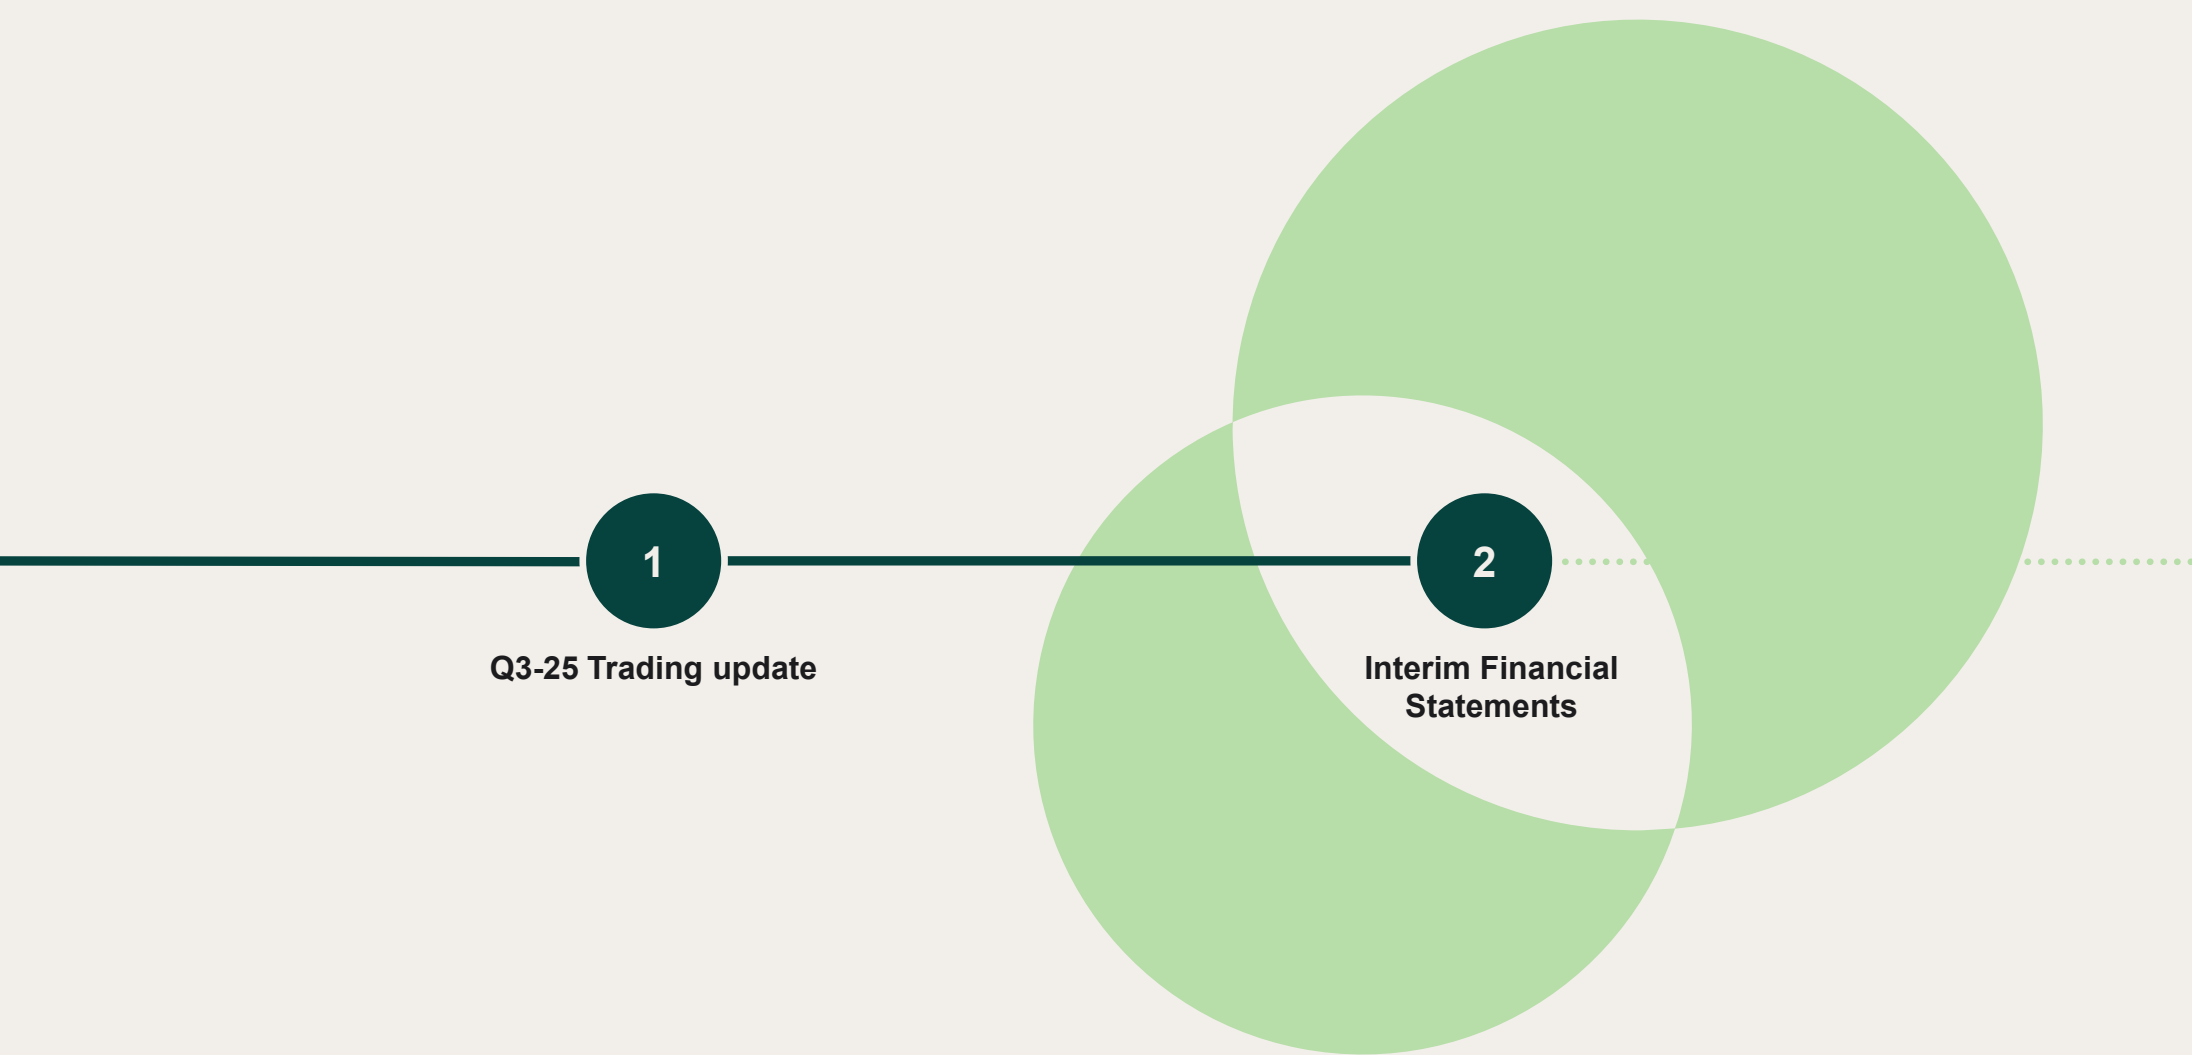 1
2
Q3-25 Trading update
Interim Financial
Statements